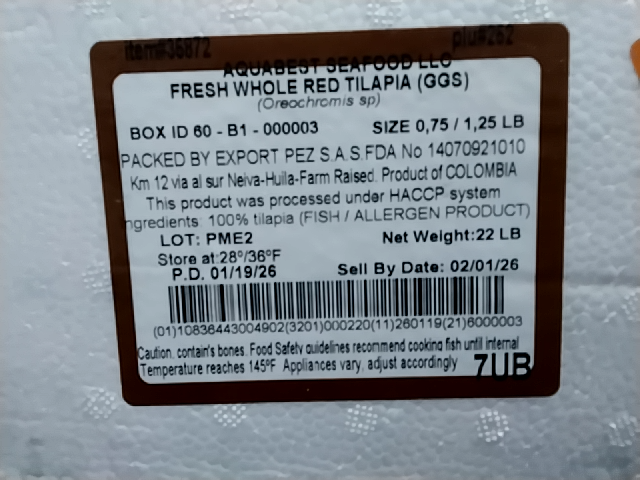 item#36872 plu#262
AQUABEST SEAFOOD LLC
FRESH WHOLE RED TILAPIA (GGS)
(Oreochromis sp)
BOX ID 60 - B1 - 000003 SIZE 0,75 / 1,25 LB
PACKED BY EXPORT PEZ S.A.S.FDA No 14070921010
Km 12 via al sur Neiva-Huila-Farm Raised. Product of COLOMBIA
This product was processed under HACCP system
ngredients: 100% tilapia (FISH / ALLERGEN PRODUCT)
LOT: PME2 Net Weight:22 LB
Store at:28º/36ºF
P.D. 01/19/26 Sell By Date: 02/01/26
(01)10836443004902(3201)000220(11)260119(21)6000003
Caution, contain's bones. Food Safety guidelines recommend cooking fish until internal
Temperature reaches 145ºF. Appliances vary, adjust accordingly
7UB